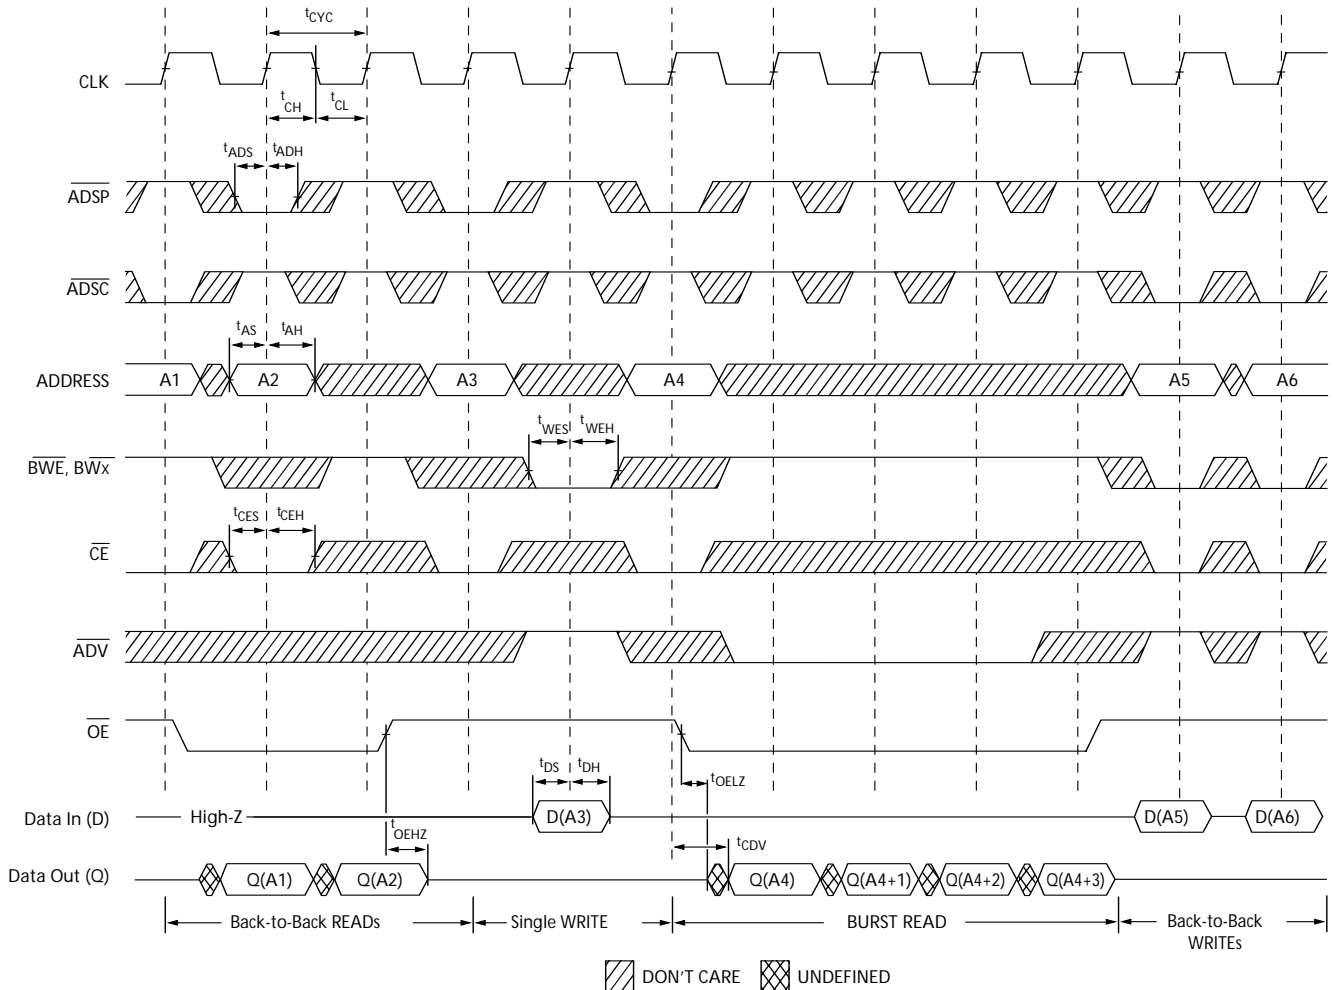 tCYC
CLK
tCH
tCL
tADS
tADH
ADSP
ADSC
tAS
tAH
ADDRESS
A1
A2
A3
A4
A5
A6
tWES
tWEH
BWE, BWx
tCES
tCEH
CE
ADV
OE
tDS
tDH
tOELZ
Data In (D)
High-Z
D(A3)
D(A5)
D(A6)
tOEHZ
tCDV
Data Out (Q)
Q(A1)
Q(A2)
Q(A4)
Q(A4+1)
Q(A4+2)
Q(A4+3)
Back-to-Back READs
Single WRITE
BURST READ
Back-to-Back
WRITEs
DON'T CARE
UNDEFINED